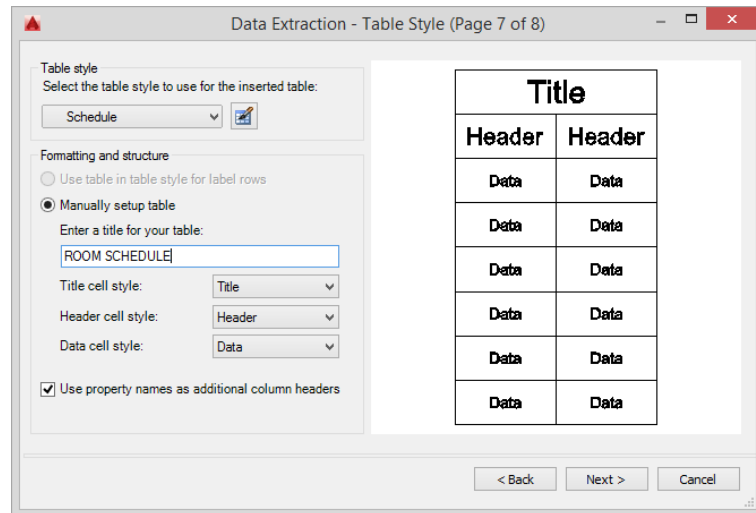 Data Extraction - Table Style (Page 7 of 8)
Table style
Select the table style to use for the inserted table:
Schedule
Formatting and structure
Use table in table style for label rows
Manually setup table
Enter a title for your table:
ROOM SCHEDULE
Title cell style: Title
Header cell style: Header
Data cell style: Data
Use property names as additional column headers
Title
Header Header
Data Data
Data Data
Data Data
Data Data
Data Data
Data Data
< Back Next > Cancel